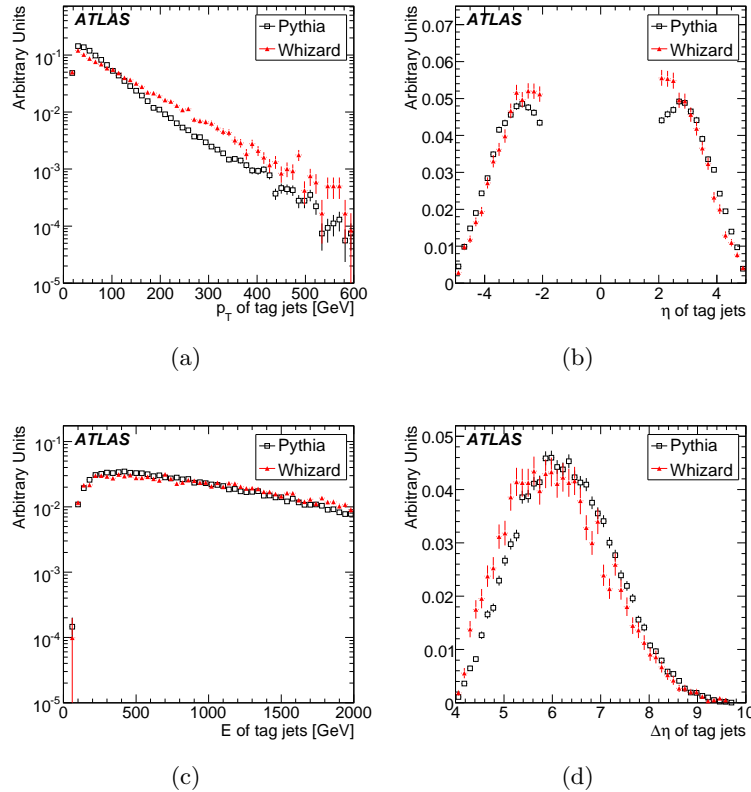 ATLAS
Pythia
Whizard
Arbitrary Units
10⁻¹
10⁻²
10⁻³
10⁻⁴
10⁻⁵
0 100 200 300 400 500 600
p_T of tag jets [GeV]
(a)
ATLAS
Pythia
Whizard
Arbitrary Units
0.07
0.06
0.05
0.04
0.03
0.02
0.01
0
-4 -2 0 2 4
η of tag jets
(b)
ATLAS
Pythia
Whizard
Arbitrary Units
10⁻¹
10⁻²
10⁻³
10⁻⁴
10⁻⁵
0 500 1000 1500 2000
E of tag jets [GeV]
(c)
ATLAS
Pythia
Whizard
Arbitrary Units
0.05
0.04
0.03
0.02
0.01
0
4 5 6 7 8 9 10
Δη of tag jets
(d)